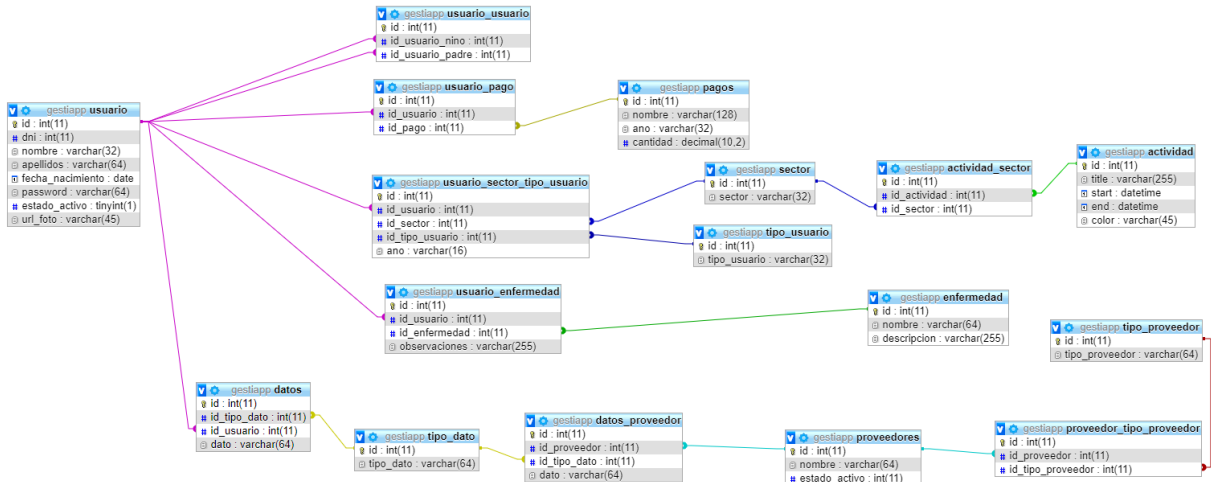 gestiapp usuario_usuario
id : int(11)
id_usuario_nino : int(11)
id_usuario_padre : int(11)
gestiapp usuario_pago
id : int(11)
id_usuario : int(11)
id_pago : int(11)
gestiapp pagos
id : int(11)
nombre : varchar(128)
ano : varchar(32)
cantidad : decimal(10,2)
gestiapp usuario
id : int(11)
dni : int(11)
nombre : varchar(32)
apellidos : varchar(64)
fecha_nacimiento : date
password : varchar(64)
estado_activo : tinyint(1)
url_foto : varchar(45)
gestiapp usuario_sector_tipo_usuario
id : int(11)
id_usuario : int(11)
id_sector : int(11)
id_tipo_usuario : int(11)
ano : varchar(16)
gestiapp sector
id : int(11)
sector : varchar(32)
gestiapp actividad_sector
id : int(11)
id_actividad : int(11)
id_sector : int(11)
gestiapp actividad
id : int(11)
title : varchar(255)
start : datetime
end : datetime
color : varchar(45)
gestiapp tipo_usuario
id : int(11)
tipo_usuario : varchar(32)
gestiapp usuario_enfermedad
id : int(11)
id_usuario : int(11)
id_enfermedad : int(11)
observaciones : varchar(255)
gestiapp enfermedad
id : int(11)
nombre : varchar(64)
descripcion : varchar(255)
gestiapp tipo_proveedor
id : int(11)
tipo_proveedor : varchar(64)
gestiapp datos
id : int(11)
id_tipo_dato : int(11)
id_usuario : int(11)
dato : varchar(64)
gestiapp tipo_dato
id : int(11)
tipo_dato : varchar(64)
gestiapp datos_proveedor
id : int(11)
id_proveedor : int(11)
id_tipo_dato : int(11)
dato : varchar(64)
gestiapp proveedores
id : int(11)
nombre : varchar(64)
estado_activo : int(11)
gestiapp proveedor_tipo_proveedor
id : int(11)
id_proveedor : int(11)
id_tipo_proveedor : int(11)